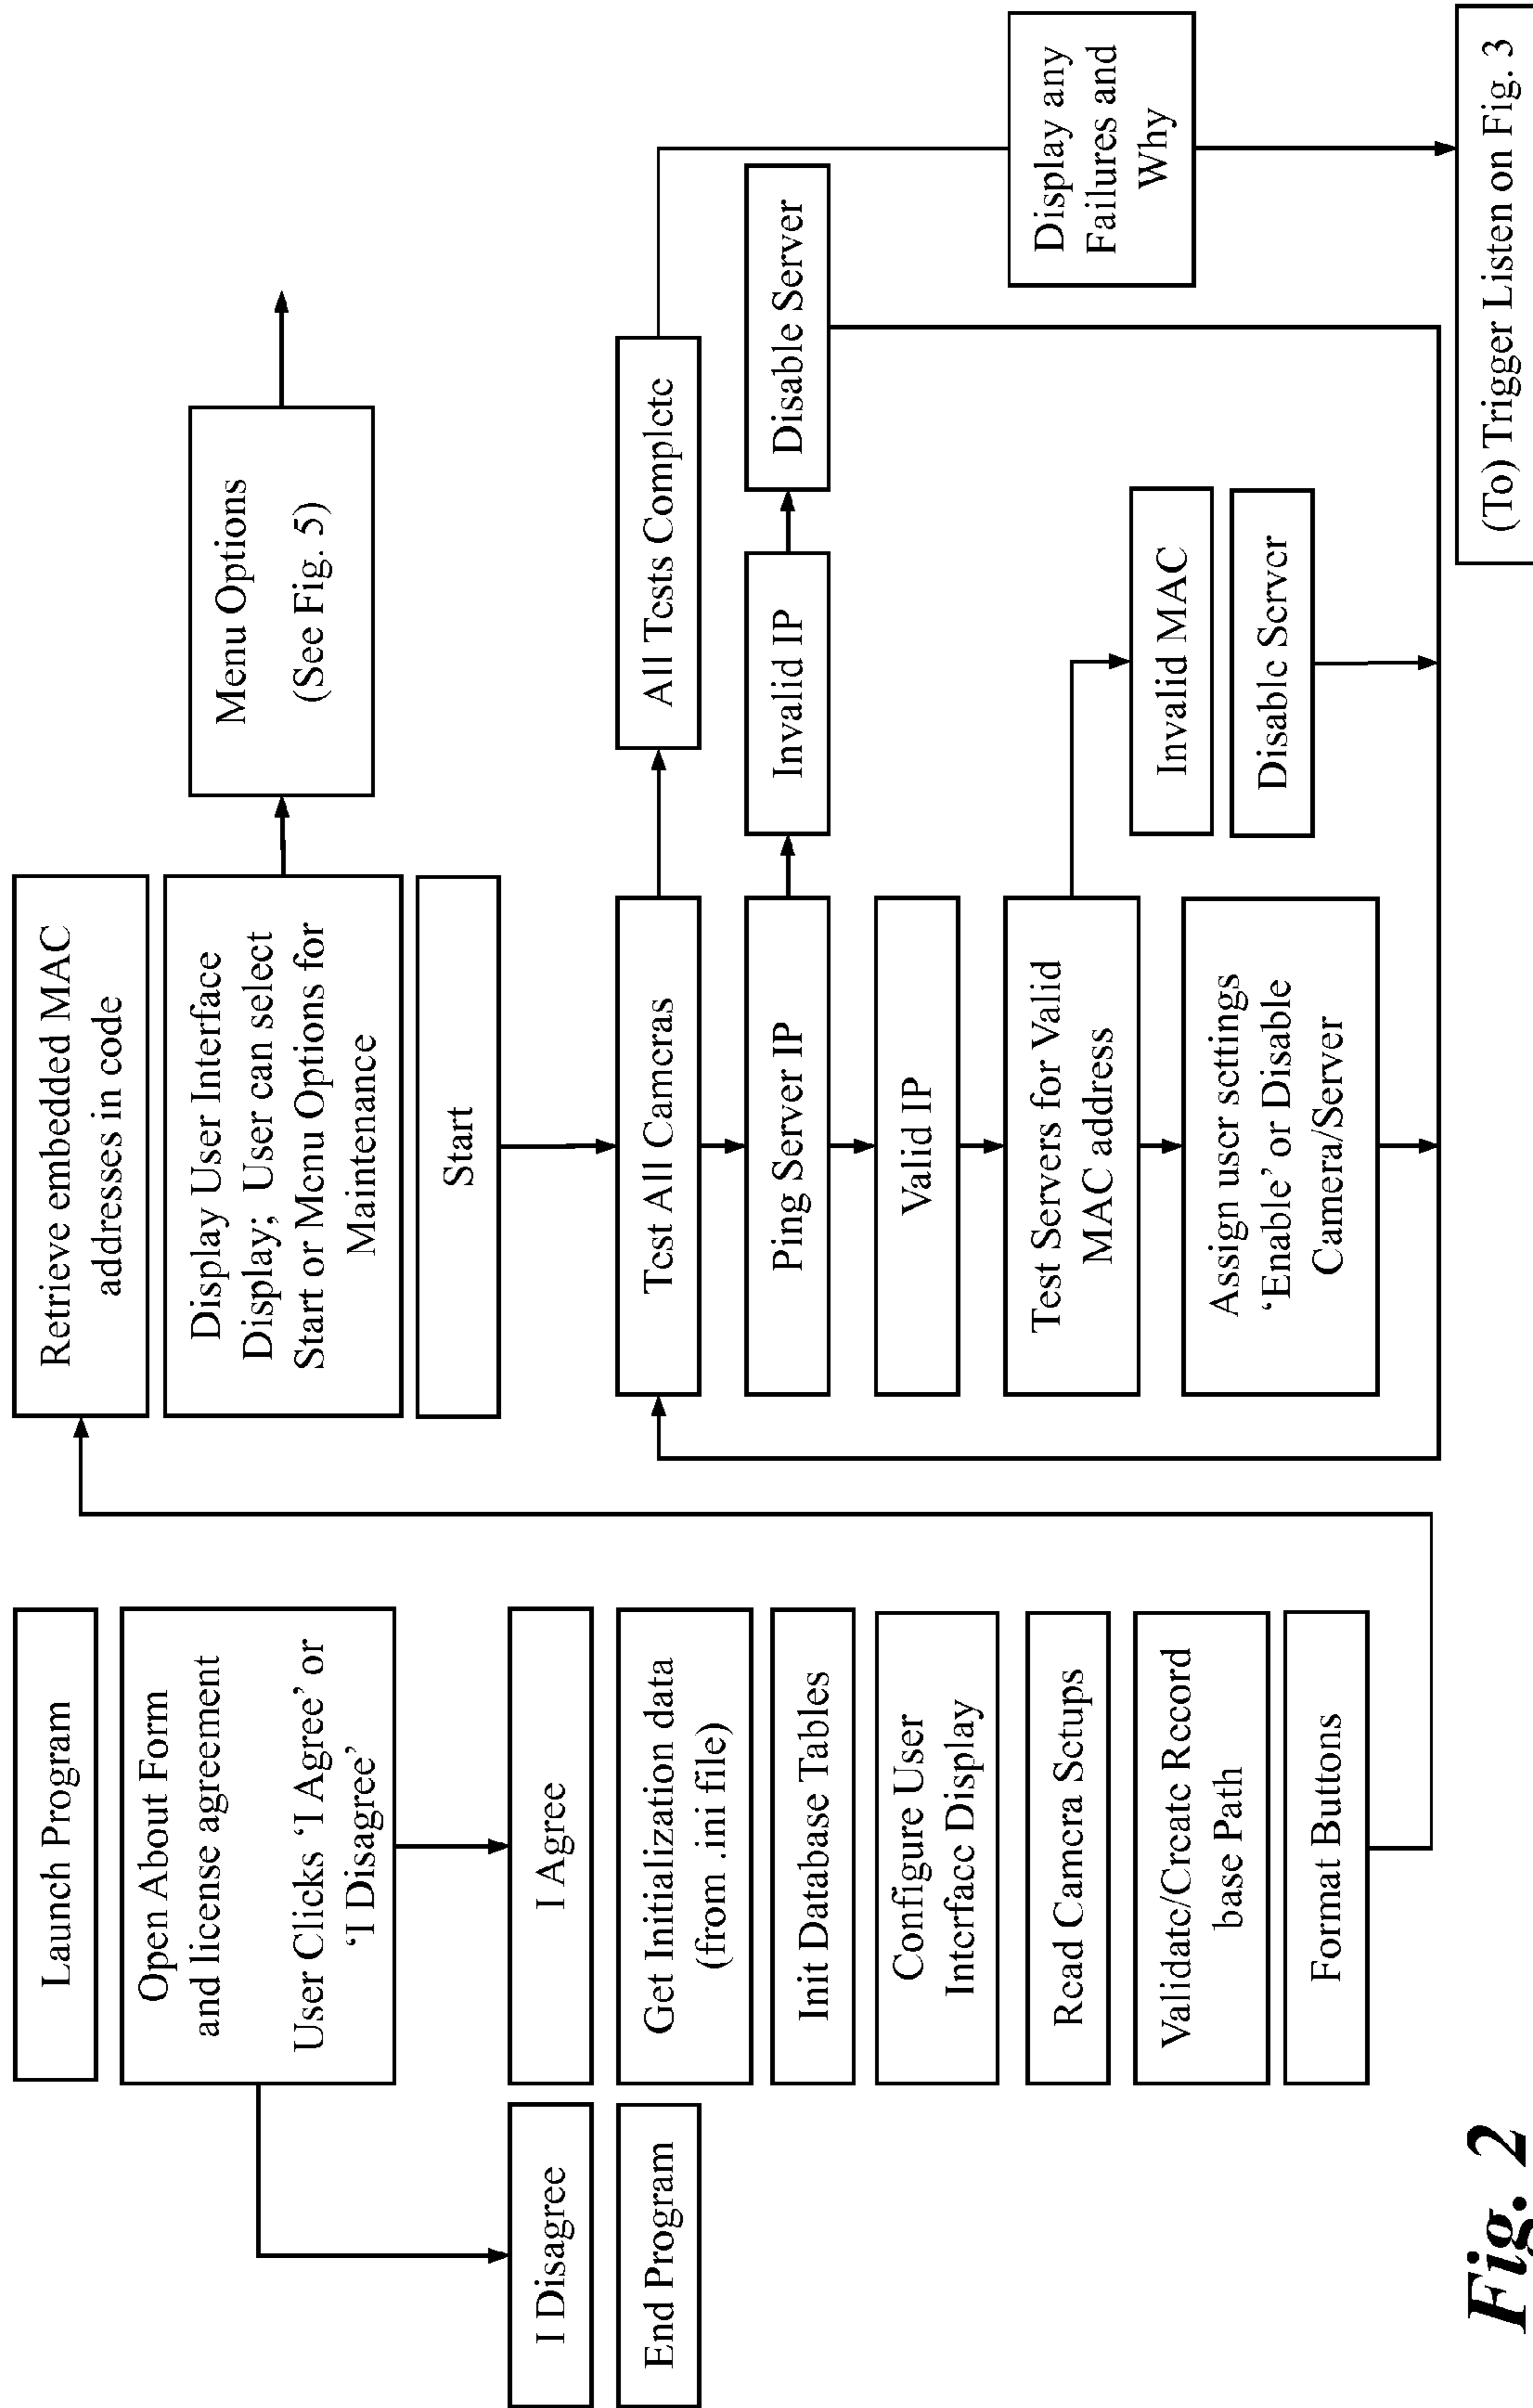 Launch Program
Open About Form
and license agreement
User Clicks ‘I Agree’ or
‘I Disagree’
I Disagree
End Program
I Agree
Get Initialization data
(from .ini file)
Init Database Tables
Configure User
Interface Display
Read Camera Setups
Validate/Create Record
base Path
Format Buttons
Retrieve embedded MAC
addresses in code
Display User Interface
Display; User can select
Start or Menu Options for
Maintenance
Menu Options
(See Fig. 5)
Start
Test All Cameras
All Tests Complete
Ping Server IP
Invalid IP
Disable Server
Valid IP
Test Servers for Valid
MAC address
Invalid MAC
Disable Server
Assign user settings
‘Enable’ or Disable
Camera/Server
Display any
Failures and
Why
(To) Trigger Listen on Fig. 3
Fig. 2